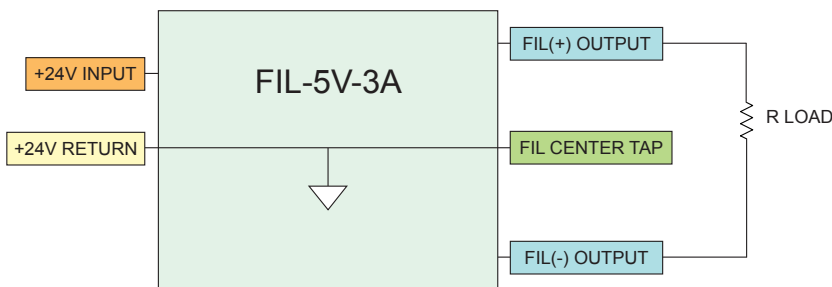 FIL(+) OUTPUT
+24V INPUT
FIL-5V-3A
R LOAD
+24V RETURN
FIL CENTER TAP
FIL(-) OUTPUT